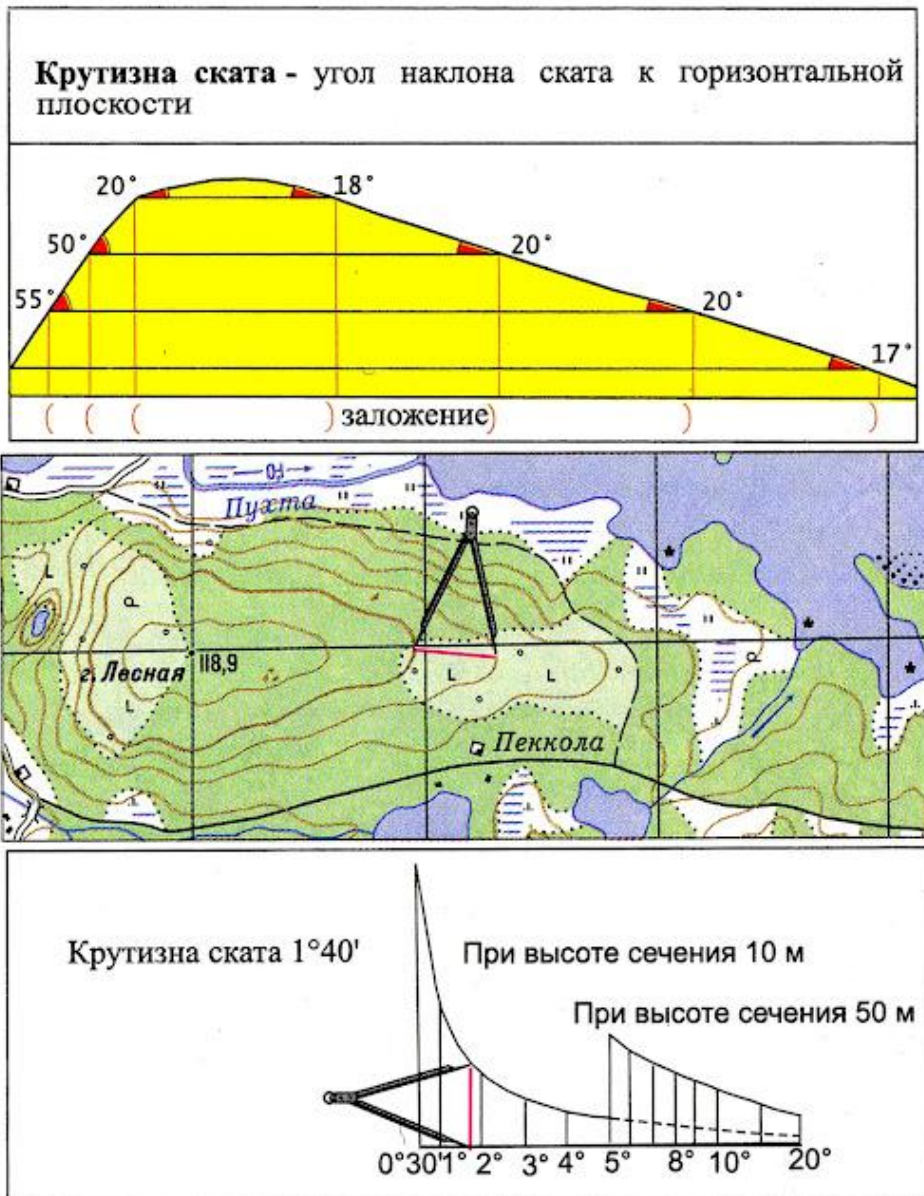 Крутизна ската - угол наклона ската к горизонтальной
плоскости
20° 18°
50° 20°
55° 20°
17°
заложение
Пухта
г. Лесная 118,9
L
L
L
L
Пеккола
Крутизна ската 1°40'
При высоте сечения 10 м
При высоте сечения 50 м
0°30' 1° 2° 3° 4° 5° 8° 10° 20°